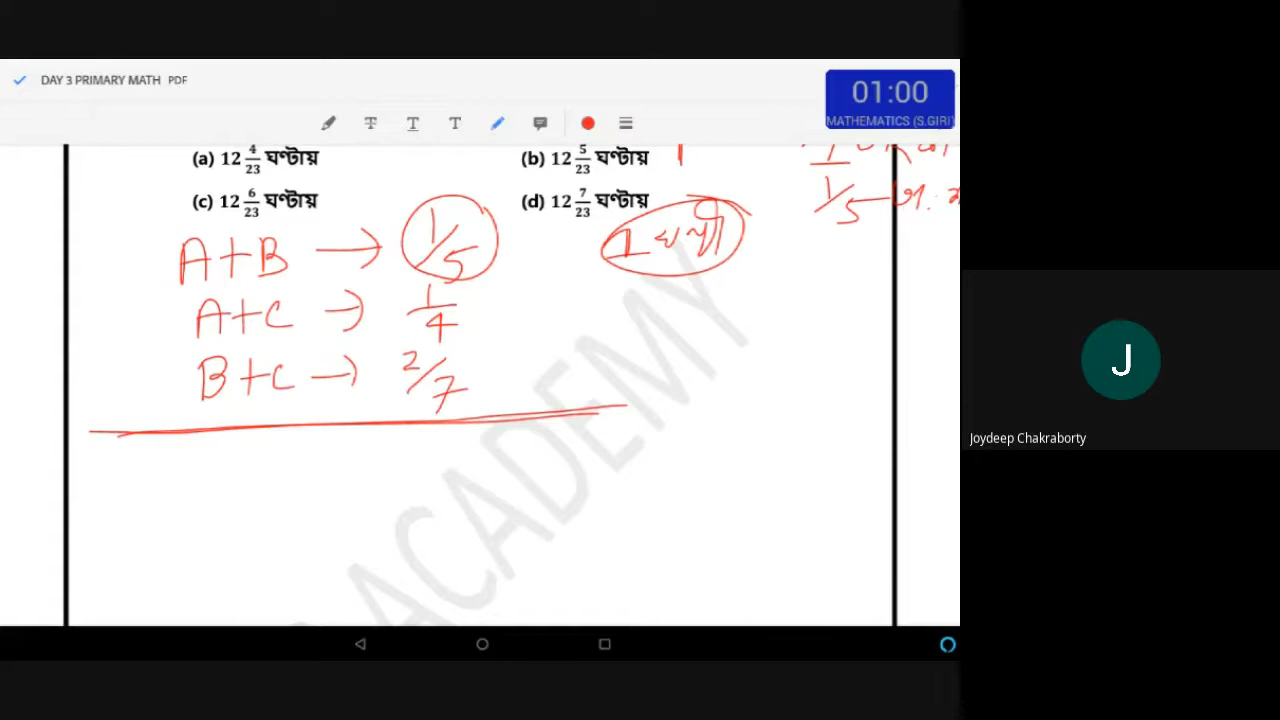 DAY 3 PRIMARY MATH PDF
01:00
MATHEMATICS (S.GIRI)
(a) 12 4/23 ঘণ্টায় (b) 12 5/23 ঘণ্টায়
(c) 12 6/23 ঘণ্টায় (d) 12 7/23 ঘণ্টায়
1/5
A+B → 1/5
1 ঘণ্টা
A+C → 1/4
B+C → 2/7
ACADEMY
J
Joydeep Chakraborty